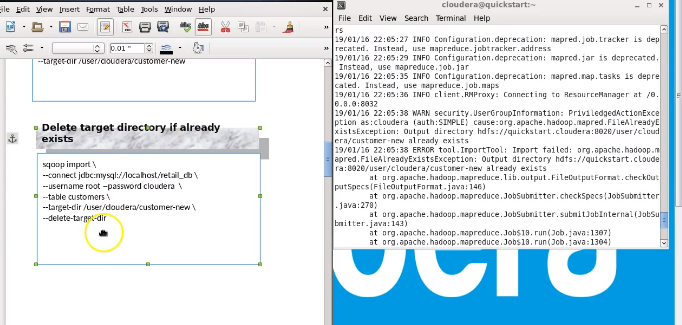 File Insert Format Table Tools Window Help
0.01 "
--target-dir /user/cloudera/customer-new
Delete target directory if already
exists
sqoop import \
--connect jdbc:mysql://localhost/retail_db \
--username root --password cloudera \
--table customers \
--target-dir /user/cloudera/customer-new \
--delete-target-dir
cloudera@quickstart:~
File Edit View Search Terminal Help
rs
19/01/16 22:05:27 INFO Configuration.deprecation: mapred.job.tracker is dep
recated. Instead, use mapreduce.jobtracker.address
19/01/16 22:05:29 INFO Configuration.deprecation: mapred.jar is deprecated.
Instead, use mapreduce.job.jar
19/01/16 22:05:35 INFO Configuration.deprecation: mapred.map.tasks is depre
cated. Instead, use mapreduce.job.maps
19/01/16 22:05:36 INFO client.RMProxy: Connecting to ResourceManager at /0.
0.0.0:8032
19/01/16 22:05:38 WARN security.UserGroupInformation: PriviledgedActionExce
ption as:cloudera (auth:SIMPLE) cause:org.apache.hadoop.mapred.FileAlreadyE
xistsException: Output directory hdfs://quickstart.cloudera:8020/user/cloud
era/customer-new already exists
19/01/16 22:05:38 ERROR tool.ImportTool: Import failed: org.apache.hadoop.m
apred.FileAlreadyExistsException: Output directory hdfs://quickstart.cloude
ra:8020/user/cloudera/customer-new already exists
at org.apache.hadoop.mapreduce.lib.output.FileOutputFormat.checkOut
putSpecs(FileOutputFormat.java:146)
at org.apache.hadoop.mapreduce.JobSubmitter.checkSpecs(JobSubmitter
.java:270)
at org.apache.hadoop.mapreduce.JobSubmitter.submitJobInternal(JobSu
bmitter.java:143)
at org.apache.hadoop.mapreduce.Job$10.run(Job.java:1307)
at org.apache.hadoop.mapreduce.Job$10.run(Job.java:1304)